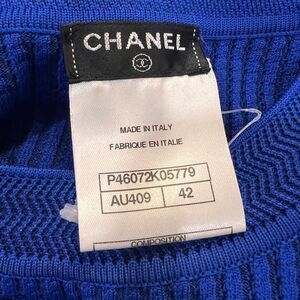 CHANEL
MADE IN ITALY
FABRIQUE EN ITALIE
P46072K05779
AU409 42
COMPOSITION